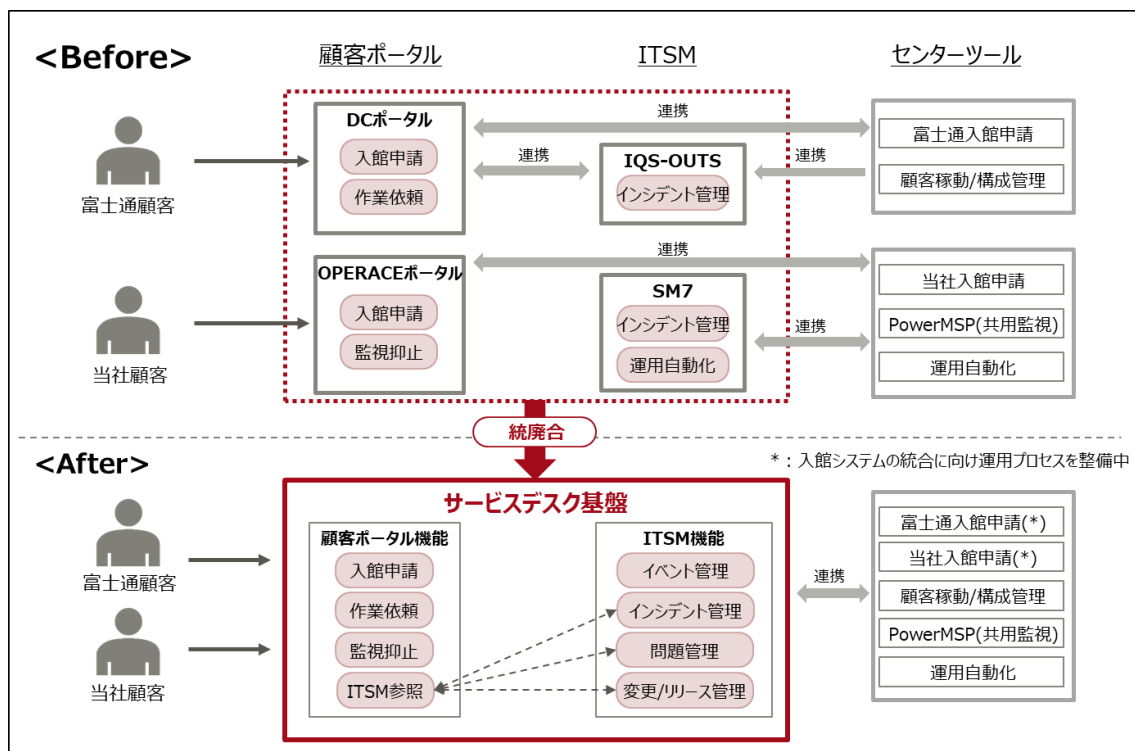 <Before>
顧客ポータル
ITSM
センターツール
富士通顧客
DCポータル
入館申請
作業依頼
連携
連携
IQS-OUTS
インシデント管理
連携
富士通入館申請
顧客稼動/構成管理
当社顧客
OPERACEポータル
入館申請
監視抑止
連携
SM7
インシデント管理
運用自動化
連携
当社入館申請
PowerMSP(共用監視)
運用自動化
統廃合
<After>
*：入館システムの統合に向け運用プロセスを整備中
富士通顧客
当社顧客
サービスデスク基盤
顧客ポータル機能
入館申請
作業依頼
監視抑止
ITSM参照
ITSM機能
イベント管理
インシデント管理
問題管理
変更/リリース管理
連携
富士通入館申請(*)
当社入館申請(*)
顧客稼動/構成管理
PowerMSP(共用監視)
運用自動化